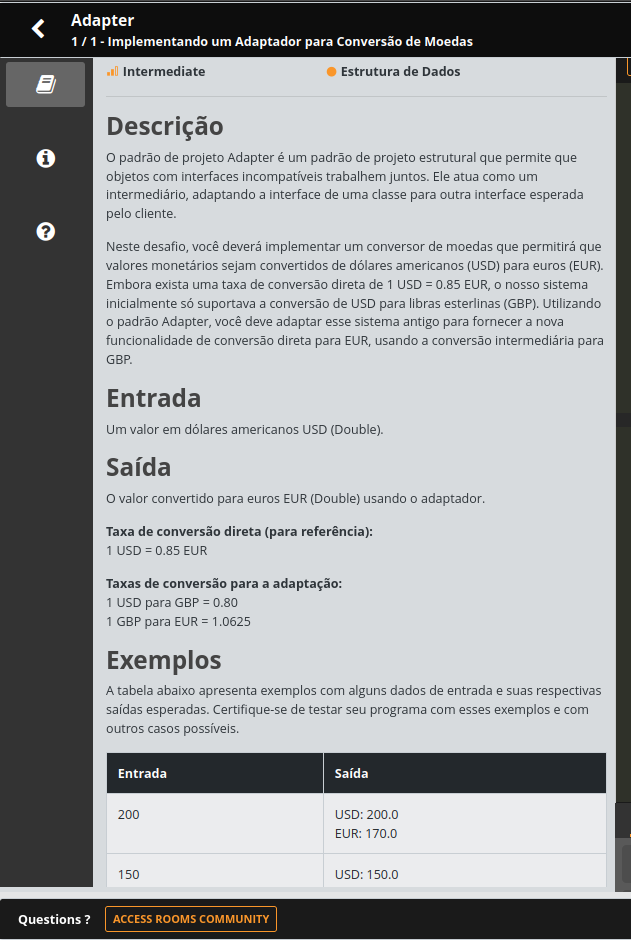 Adapter
1 / 1 - Implementando um Adaptador para Conversão de Moedas
Intermediate
Estrutura de Dados
Descrição
O padrão de projeto Adapter é um padrão de projeto estrutural que permite que
objetos com interfaces incompatíveis trabalhem juntos. Ele atua como um
intermediário, adaptando a interface de uma classe para outra interface esperada
pelo cliente.
Neste desafio, você deverá implementar um conversor de moedas que permitirá que
valores monetários sejam convertidos de dólares americanos (USD) para euros (EUR).
Embora exista uma taxa de conversão direta de 1 USD = 0.85 EUR, o nosso sistema
inicialmente só suportava a conversão de USD para libras esterlinas (GBP). Utilizando
o padrão Adapter, você deve adaptar esse sistema antigo para fornecer a nova
funcionalidade de conversão direta para EUR, usando a conversão intermediária para
GBP.
Entrada
Um valor em dólares americanos USD (Double).
Saída
O valor convertido para euros EUR (Double) usando o adaptador.
Taxa de conversão direta (para referência):
1 USD = 0.85 EUR
Taxas de conversão para a adaptação:
1 USD para GBP = 0.80
1 GBP para EUR = 1.0625
Exemplos
A tabela abaixo apresenta exemplos com alguns dados de entrada e suas respectivas
saídas esperadas. Certifique-se de testar seu programa com esses exemplos e com
outros casos possíveis.
Entrada
Saída
200
USD: 200.0
EUR: 170.0
150
USD: 150.0
Questions ?
ACCESS ROOMS COMMUNITY